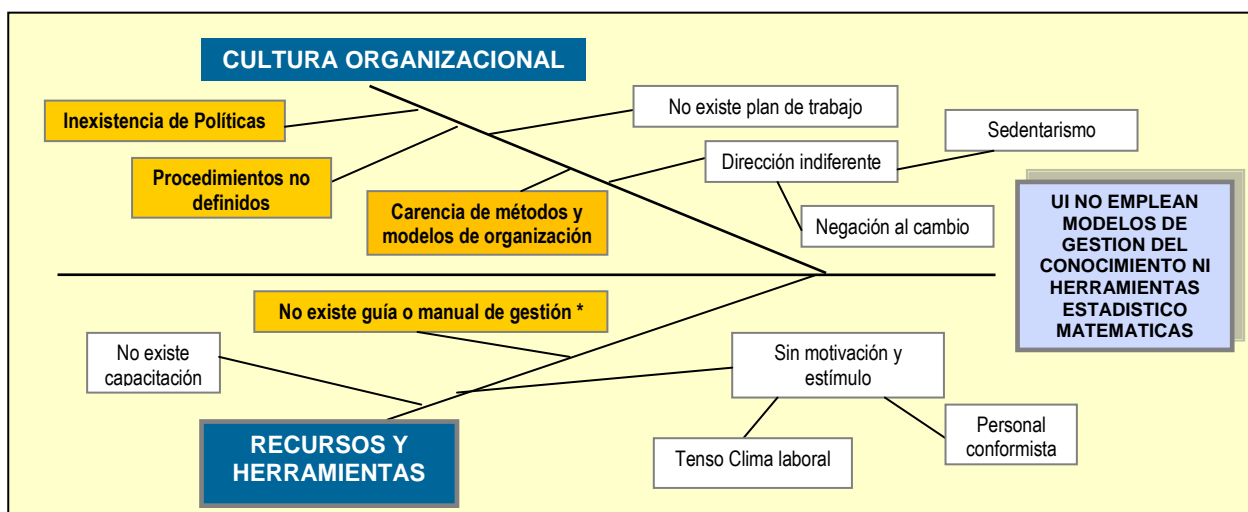 CULTURA ORGANIZACIONAL
Inexistencia de Políticas
No existe plan de trabajo
Sedentarismo
Procedimientos no
definidos
Dirección indiferente
Carencia de métodos y
modelos de organización
Negación al cambio
UI NO EMPLEAN
MODELOS DE
GESTION DEL
CONOCIMIENTO NI
HERRAMIENTAS
ESTADISTICO
MATEMATICAS
No existe guía o manual de gestión *
No existe
capacitación
Sin motivación y
estímulo
RECURSOS Y
HERRAMIENTAS
Tenso Clima laboral
Personal
conformista